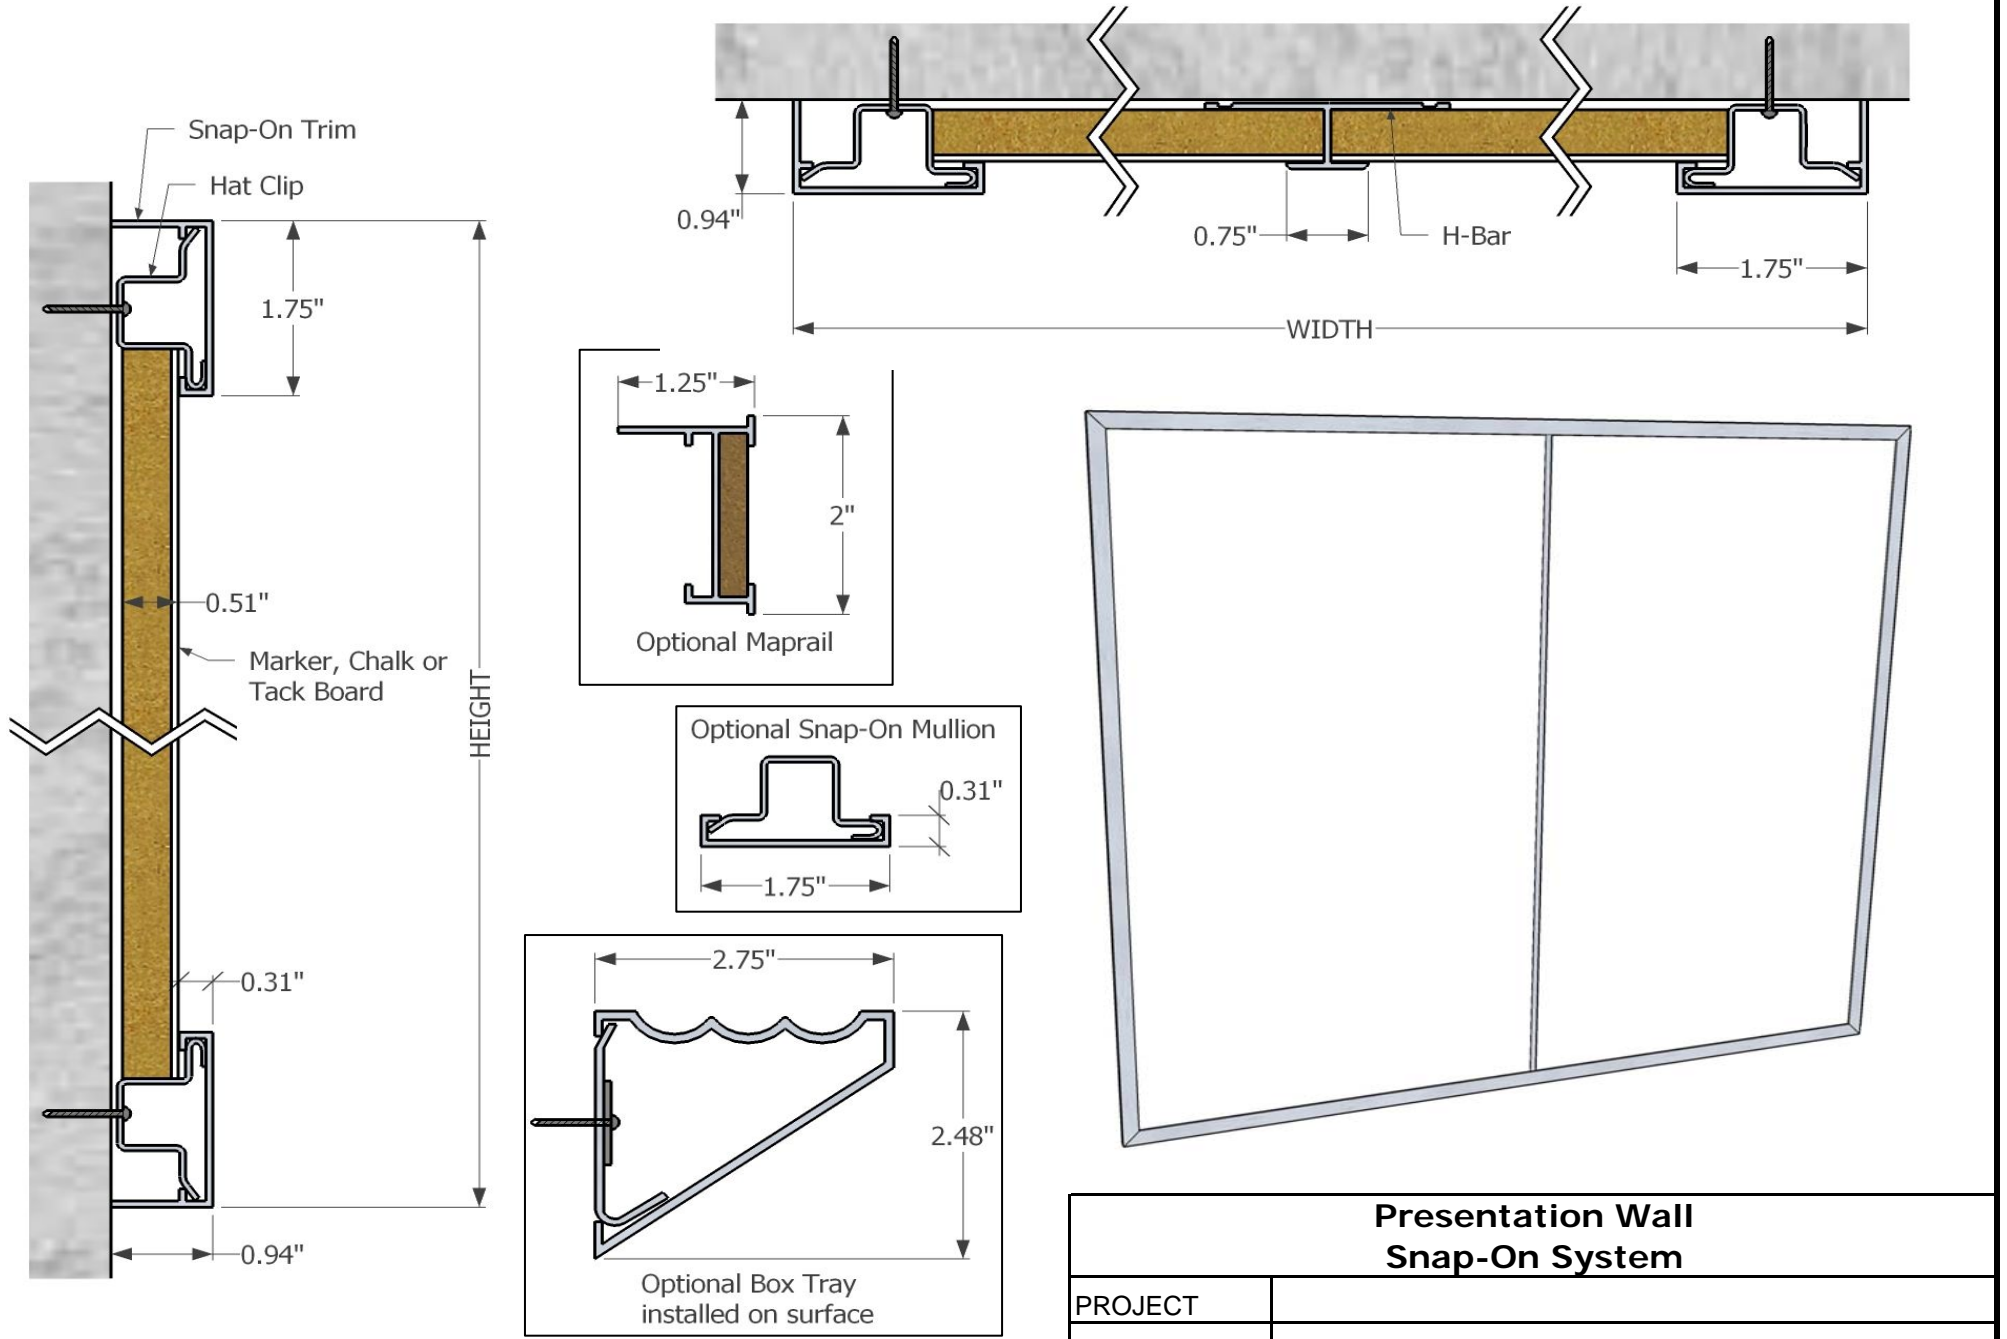 Snap-On Trim
Hat Clip
1.75"
0.51"
Marker, Chalk or
Tack Board
HEIGHT
0.31"
0.94"
0.94"
0.75"
H-Bar
1.75"
WIDTH
1.25"
2"
Optional Maprail
Optional Snap-On Mullion
0.31"
1.75"
2.75"
2.48"
Optional Box Tray
installed on surface
Presentation Wall
Snap-On System
PROJECT